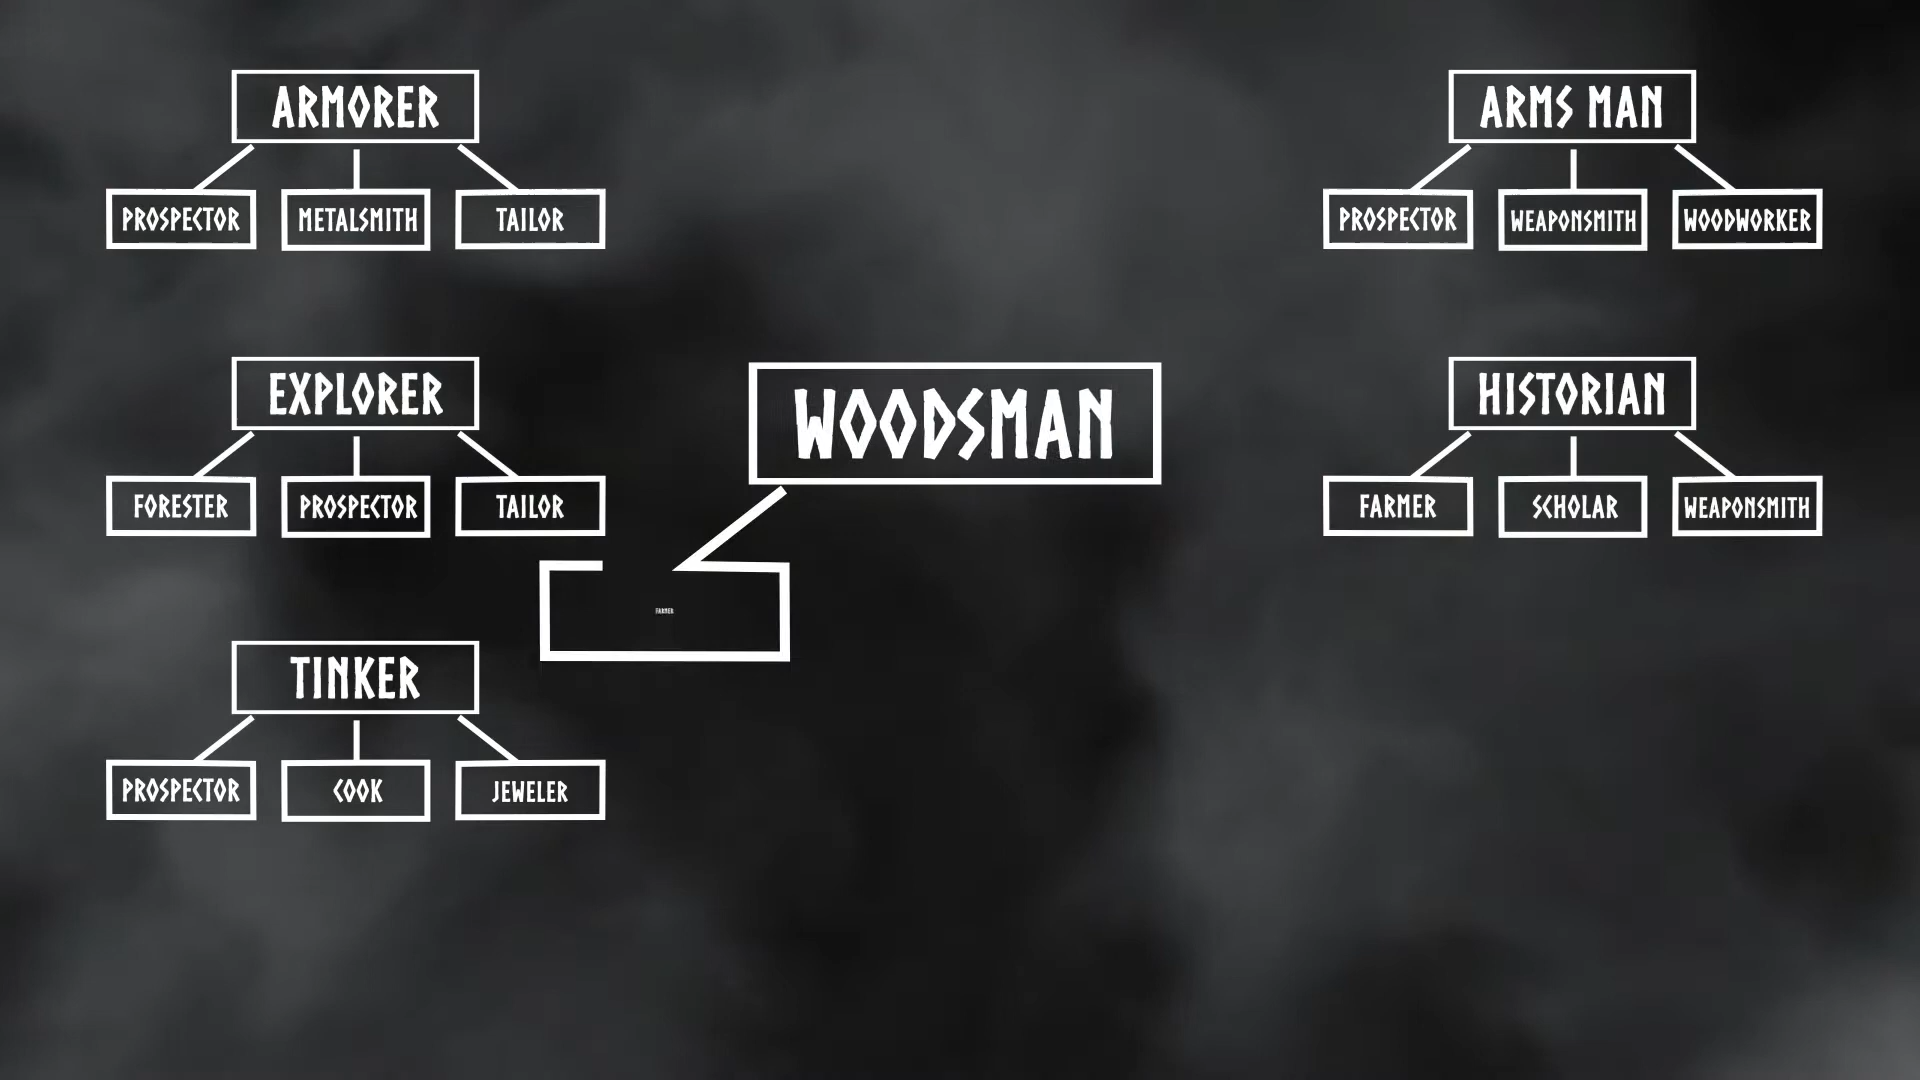 ARMORER
PROSPECTOR METALSMITH TAILOR
ARMS MAN
PROSPECTOR WEAPONSMITH WOODWORKER
EXPLORER
FORESTER PROSPECTOR TAILOR
WOODSMAN
FARMER
HISTORIAN
FARMER SCHOLAR WEAPONSMITH
TINKER
PROSPECTOR COOK JEWELER